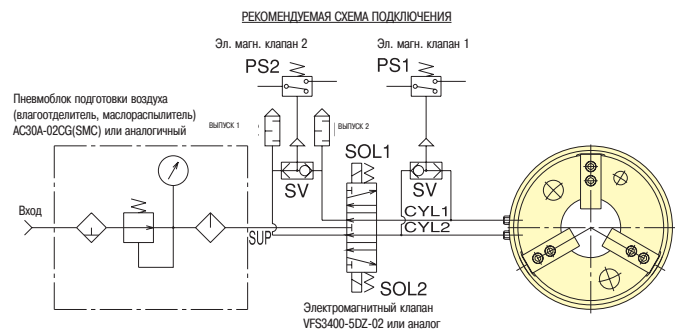 РЕКОМЕНДУЕМАЯ СХЕМА ПОДКЛЮЧЕНИЯ
Эл. магн. клапан 2
Эл. магн. клапан 1
PS2
PS1
Пневмоблок подготовки воздуха
(влагоотделитель, маслораспылитель)
AC30A-02CG(SMC) или аналогичный
ВЫПУСК 1
ВЫПУСК 2
SOL1
SV
SV
Вход
CYL1
CYL2
SUP
SOL2
Электромагнитный клапан
VFS3400-5DZ-02 или аналог